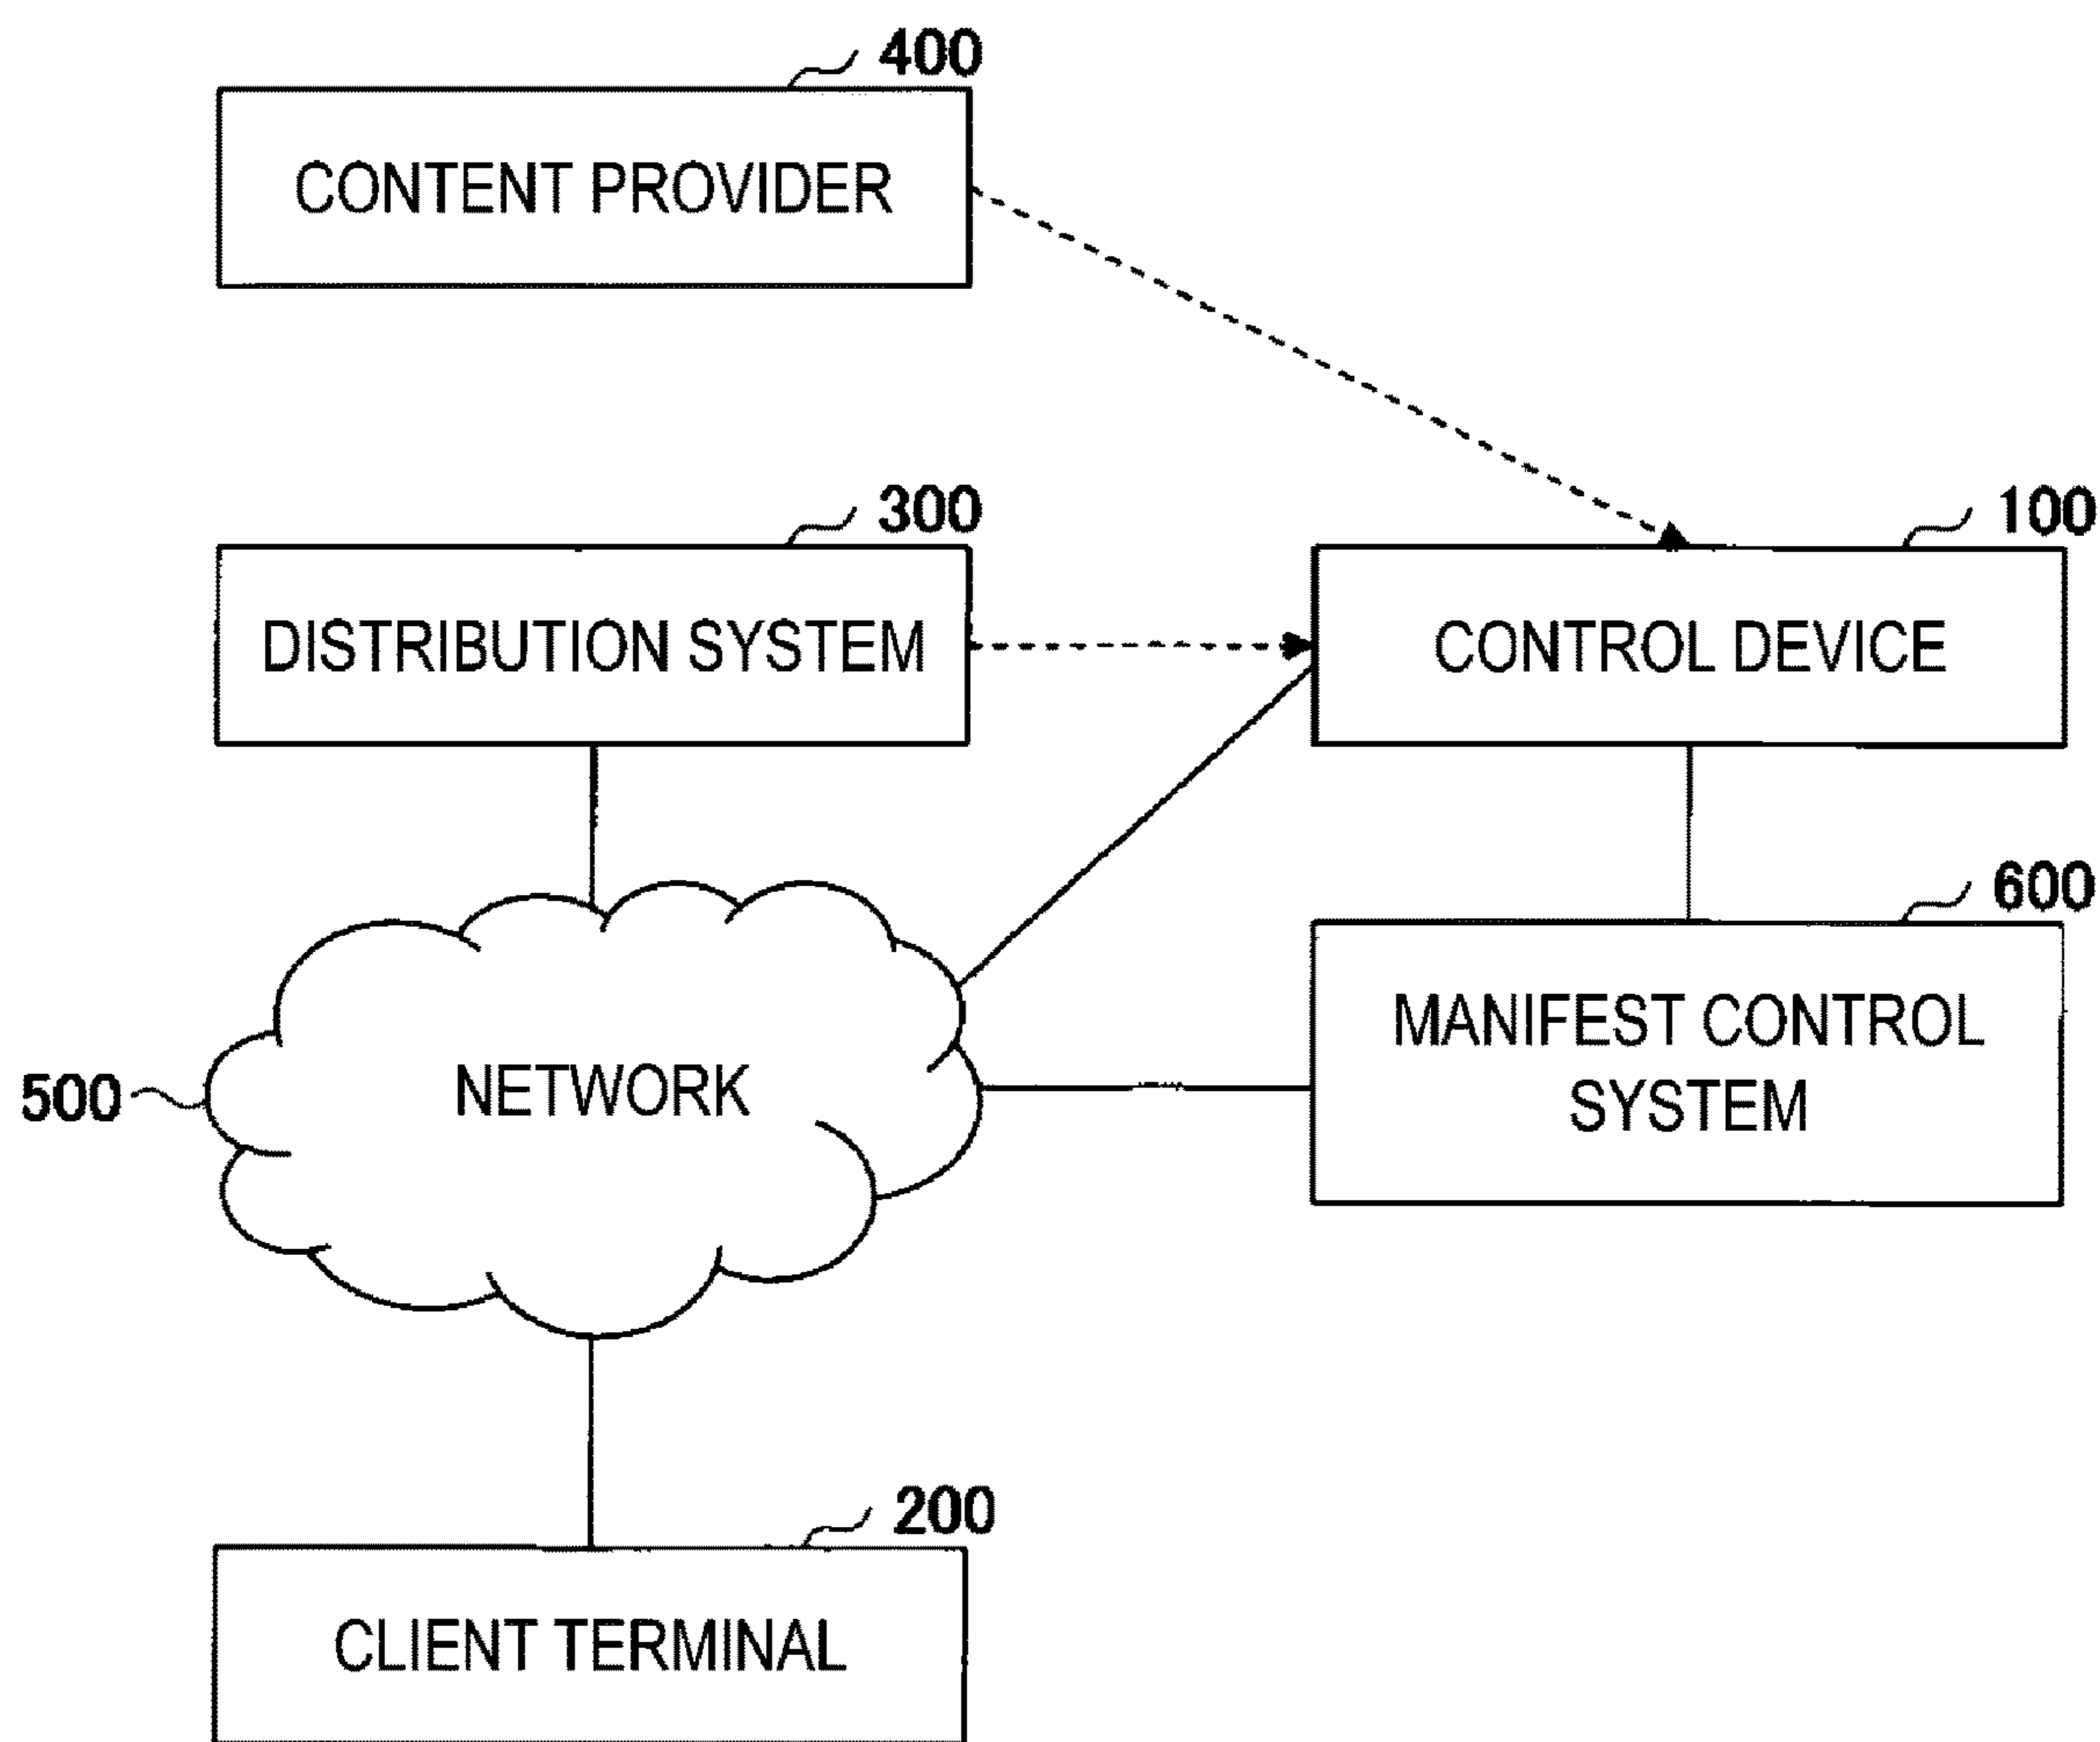 400
CONTENT PROVIDER
300
DISTRIBUTION SYSTEM
100
CONTROL DEVICE
600
MANIFEST CONTROL
SYSTEM
500
NETWORK
200
CLIENT TERMINAL